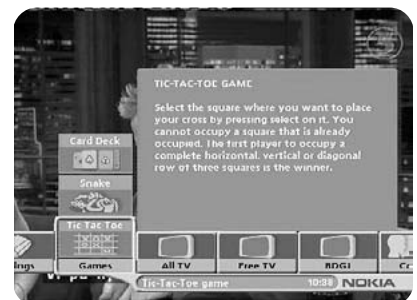 TIC-TAC-TOE GAME
Select the square where you want to place
your cross by pressing select on it. You
cannot occupy a square that is already
occupied. The first player to occupy a
complete horizontal, vertical or diagonal
row of three squares is the winner.
Card Deck
Snake
Tic Tac Toe
ings
Games
All TV
Free TV
Tic-Tac-Toe game
10:38
NOKIA